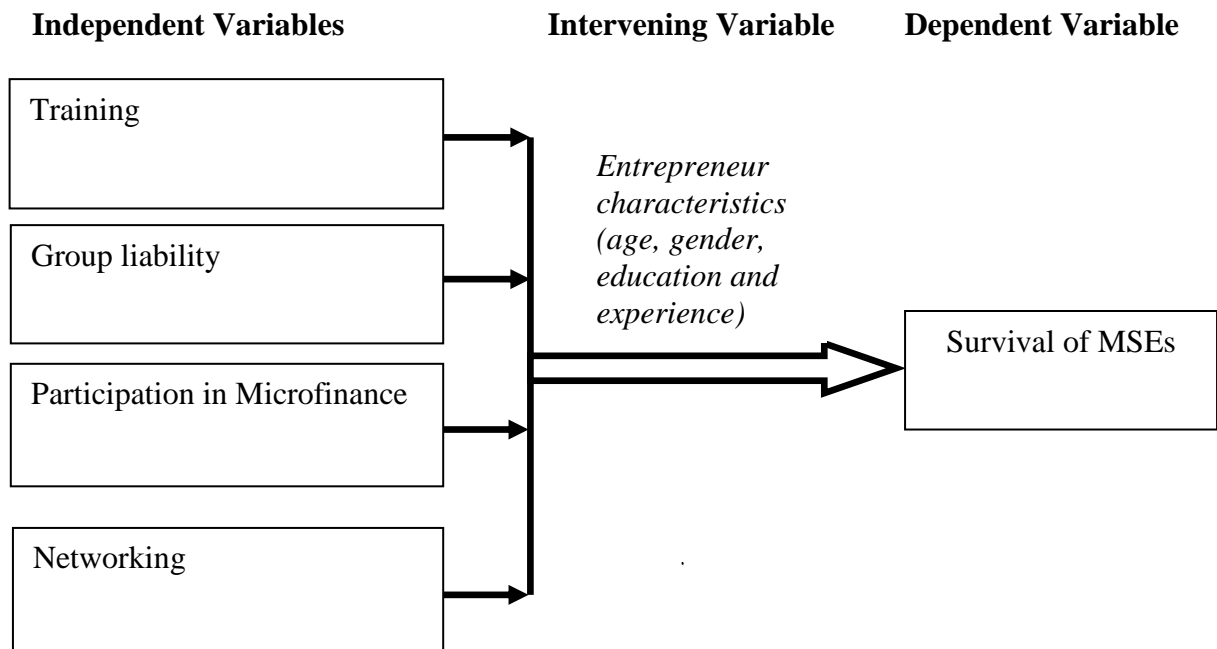 Independent Variables Intervening Variable Dependent Variable
Training
Group liability
Participation in Microfinance
Networking
Entrepreneur
characteristics
(age, gender,
education and
experience)
Survival of MSEs